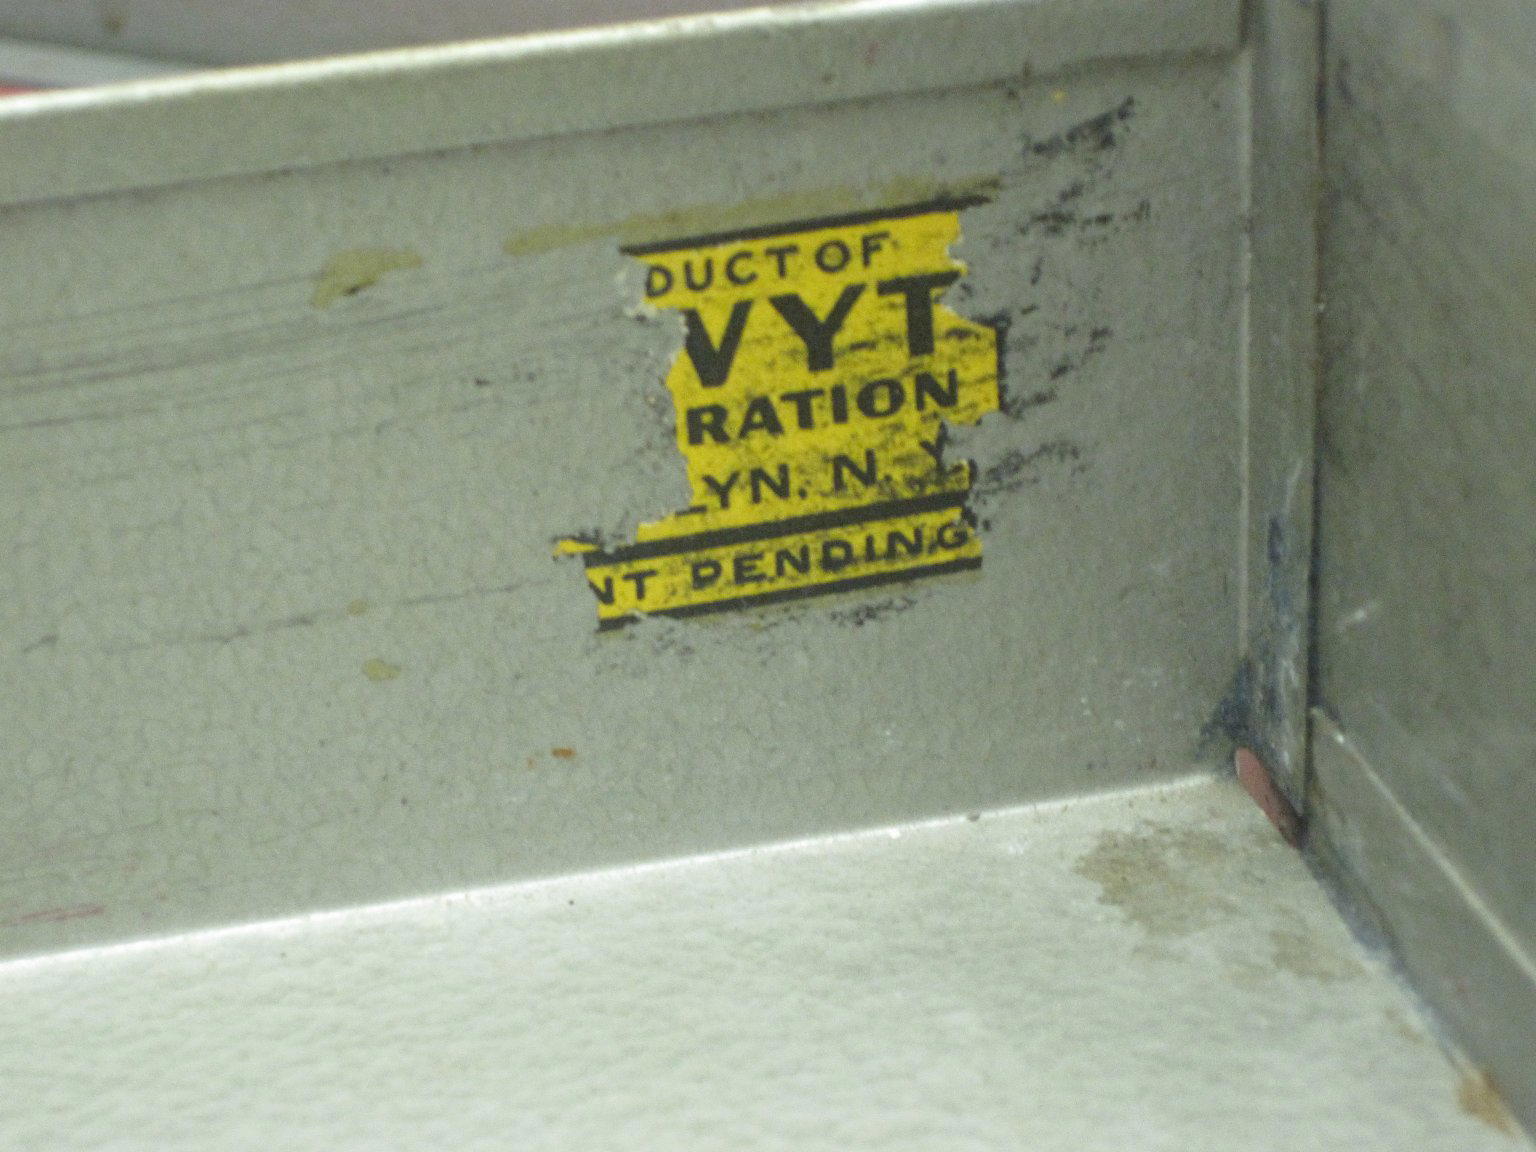 DUCT OF
VYT
RATION
YN. N. Y.
NT PENDING